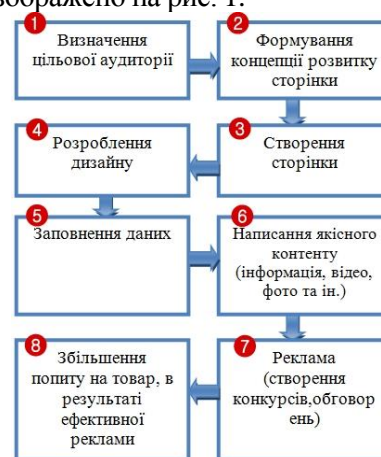 зображено на рис. 1.
1
Визначення
цільової аудиторії
2
Формування
концепції розвитку
сторінки
3
Створення
сторінки
4
Розроблення
дизайну
5
Заповнення даних
6
Написання якісного
контенту
(інформація, відео,
фото та ін.)
7
Реклама
(створення
конкурсів,обговор
ень)
8
Збільшення
попиту на товар, в
результаті
ефективної
реклами